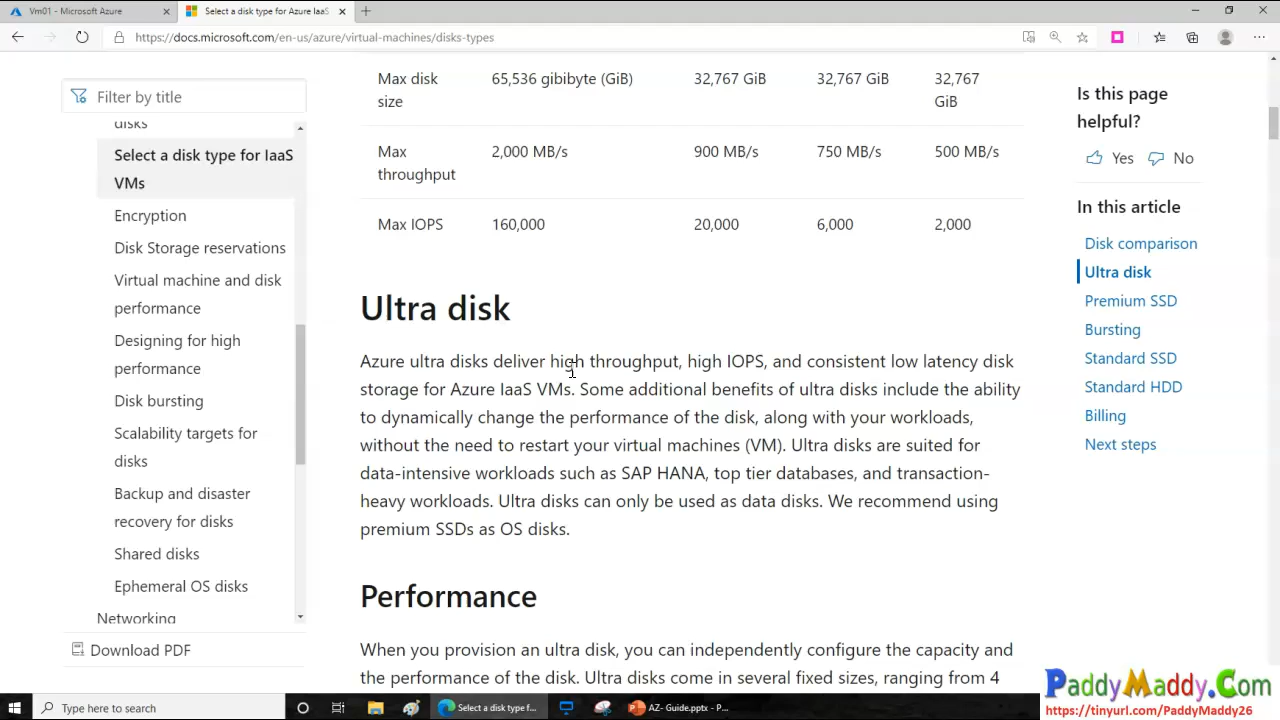 Vm01 - Microsoft Azure
Select a disk type for Azure IaaS
https://docs.microsoft.com/en-us/azure/virtual-machines/disks-types
Filter by title
disks
Select a disk type for IaaS
VMs
Encryption
Disk Storage reservations
Virtual machine and disk
performance
Designing for high
performance
Disk bursting
Scalability targets for
disks
Backup and disaster
recovery for disks
Shared disks
Ephemeral OS disks
Networking
Download PDF
Max disk size 65,536 gibibyte (GiB) 32,767 GiB 32,767 GiB 32,767 GiB
Max throughput 2,000 MB/s 900 MB/s 750 MB/s 500 MB/s
Max IOPS 160,000 20,000 6,000 2,000
Ultra disk
Azure ultra disks deliver high throughput, high IOPS, and consistent low latency disk
storage for Azure IaaS VMs. Some additional benefits of ultra disks include the ability
to dynamically change the performance of the disk, along with your workloads,
without the need to restart your virtual machines (VM). Ultra disks are suited for
data-intensive workloads such as SAP HANA, top tier databases, and transaction-
heavy workloads. Ultra disks can only be used as data disks. We recommend using
premium SSDs as OS disks.
Performance
When you provision an ultra disk, you can independently configure the capacity and
the performance of the disk. Ultra disks come in several fixed sizes, ranging from 4
Is this page
helpful?
Yes No
In this article
Disk comparison
Ultra disk
Premium SSD
Bursting
Standard SSD
Standard HDD
Billing
Next steps
PaddyMaddy.Com
https://tinyurl.com/PaddyMaddy26
Type here to search
Select a disk type f...
AZ- Guide.pptx - P...